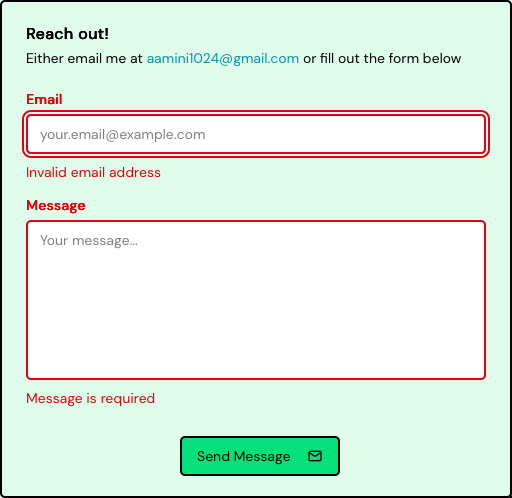 Reach out!
Either email me at aamini1024@gmail.com or fill out the form below
Email
your.email@example.com
Invalid email address
Message
Your message...
Message is required
Send Message